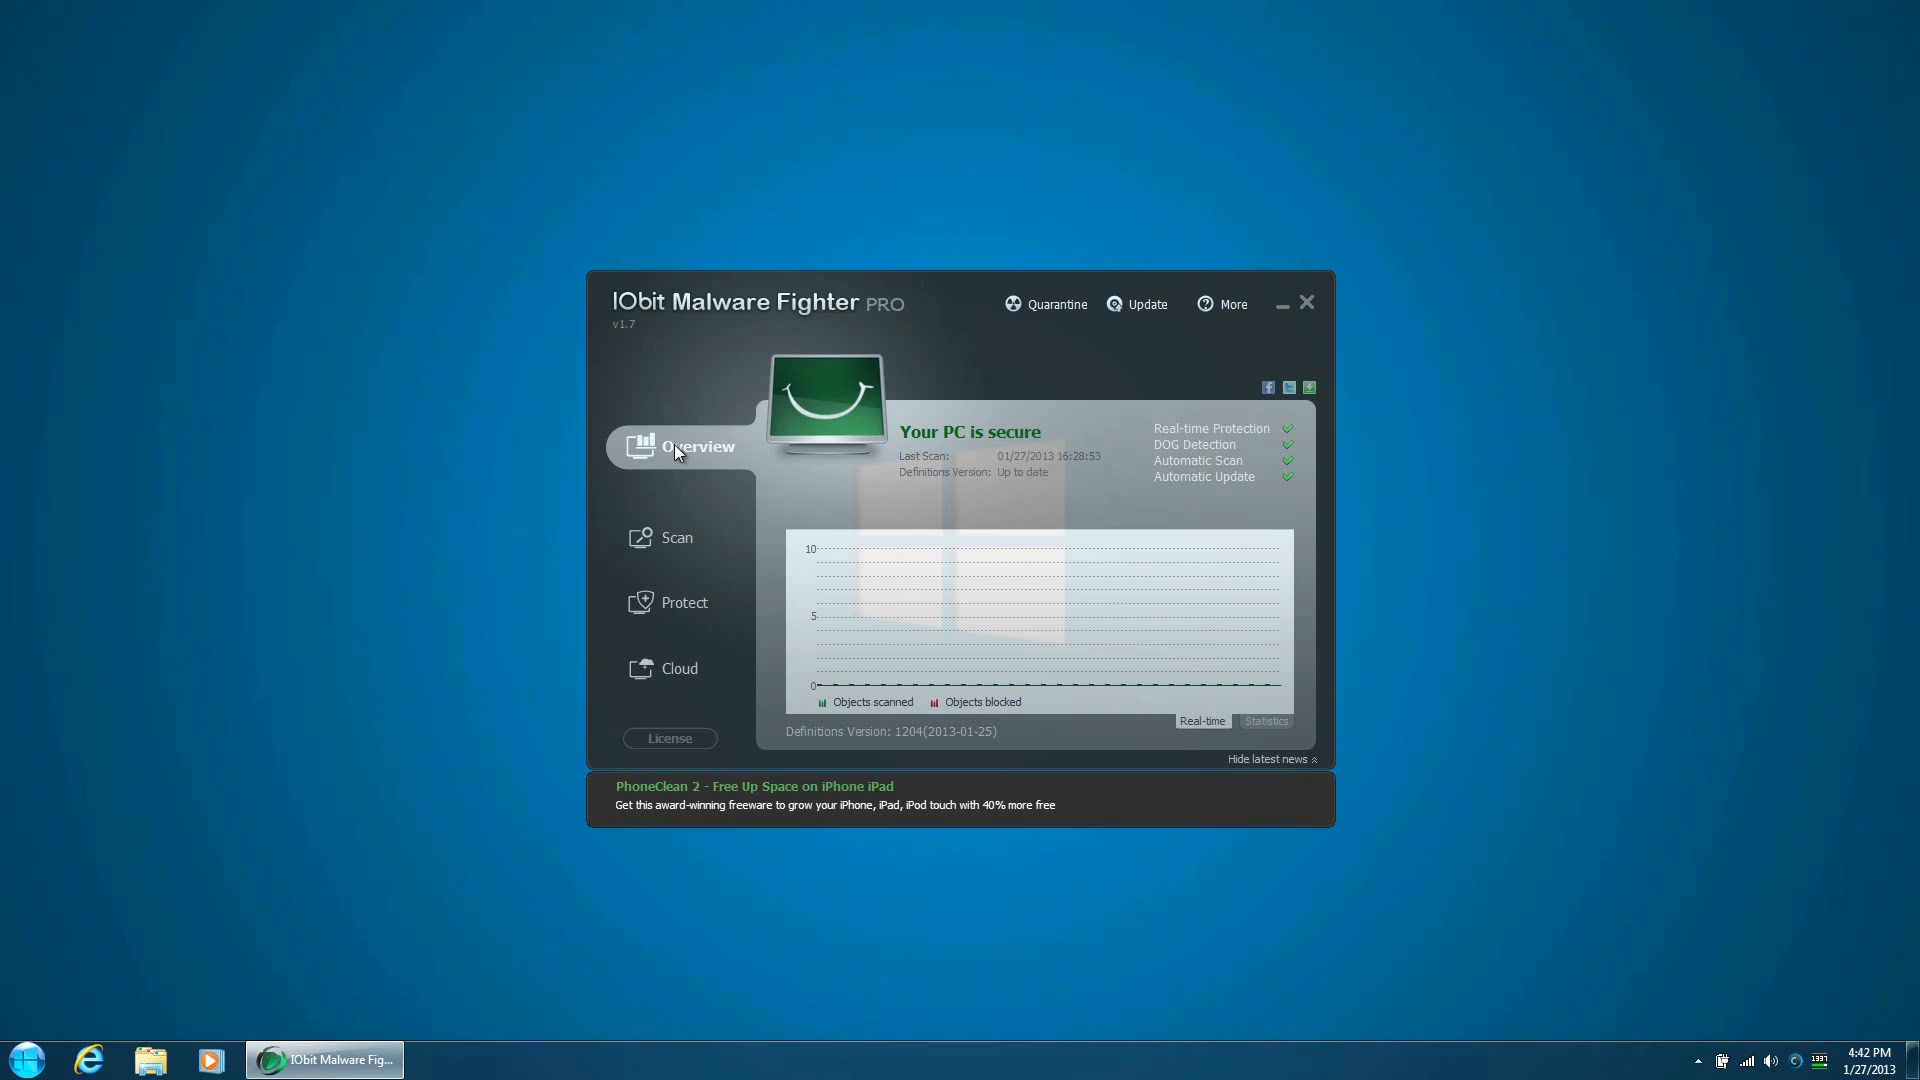 IObit Malware Fighter PRO
v1.7
Quarantine
Update
More
Overview
Scan
Protect
Cloud
License
Your PC is secure
Last Scan: 01/27/2013 16:28:53
Definitions Version: Up to date
Real-time Protection
DOG Detection
Automatic Scan
Automatic Update
10
5
0
Objects scanned Objects blocked
Real-time Statistics
Definitions Version: 1204(2013-01-25)
Hide latest news
PhoneClean 2 - Free Up Space on iPhone iPad
Get this award-winning freeware to grow your iPhone, iPad, iPod touch with 40% more free
IObit Malware Fig...
1337
4:42 PM
1/27/2013